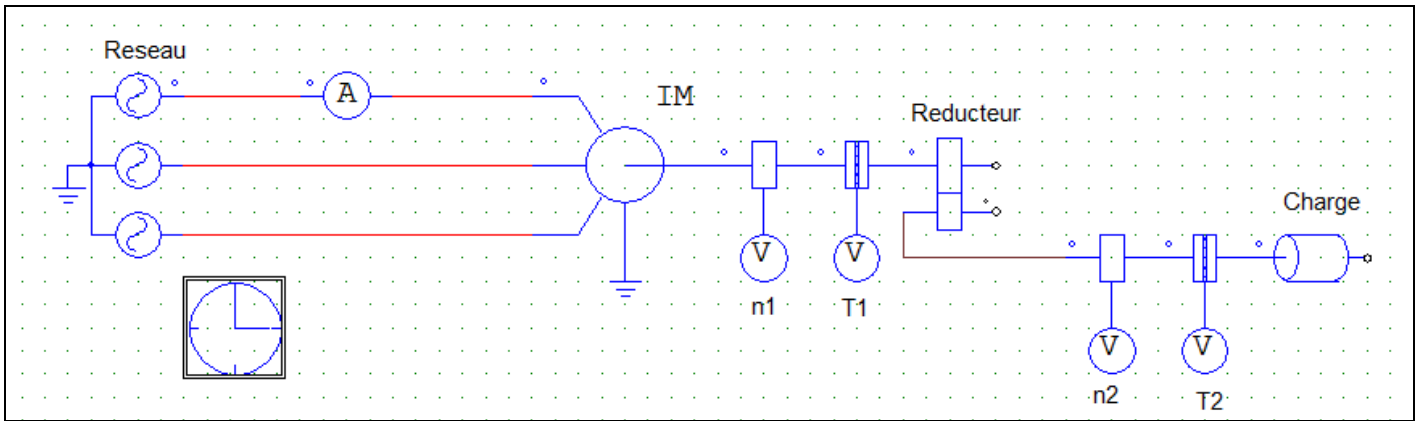 Reseau
A
IM
Reducteur
V
n1
V
T1
Charge
V
n2
V
T2